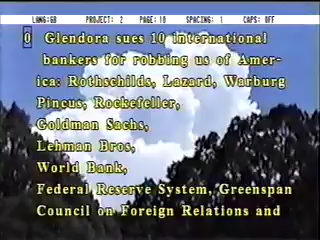 LANG:GB PROJECT: 2 PAGE:10 SPACING: 1 CAPS: OFF
0 Glendora sues 10 international
bankers for robbing us of Amer-
ica: Rothschilds, Lazard, Warburg
Pincus, Rockefeller,
Goldman Sachs,
Lehman Bros,
World Bank,
Federal Reserve System, Greenspan
Council on Foreign Relations and